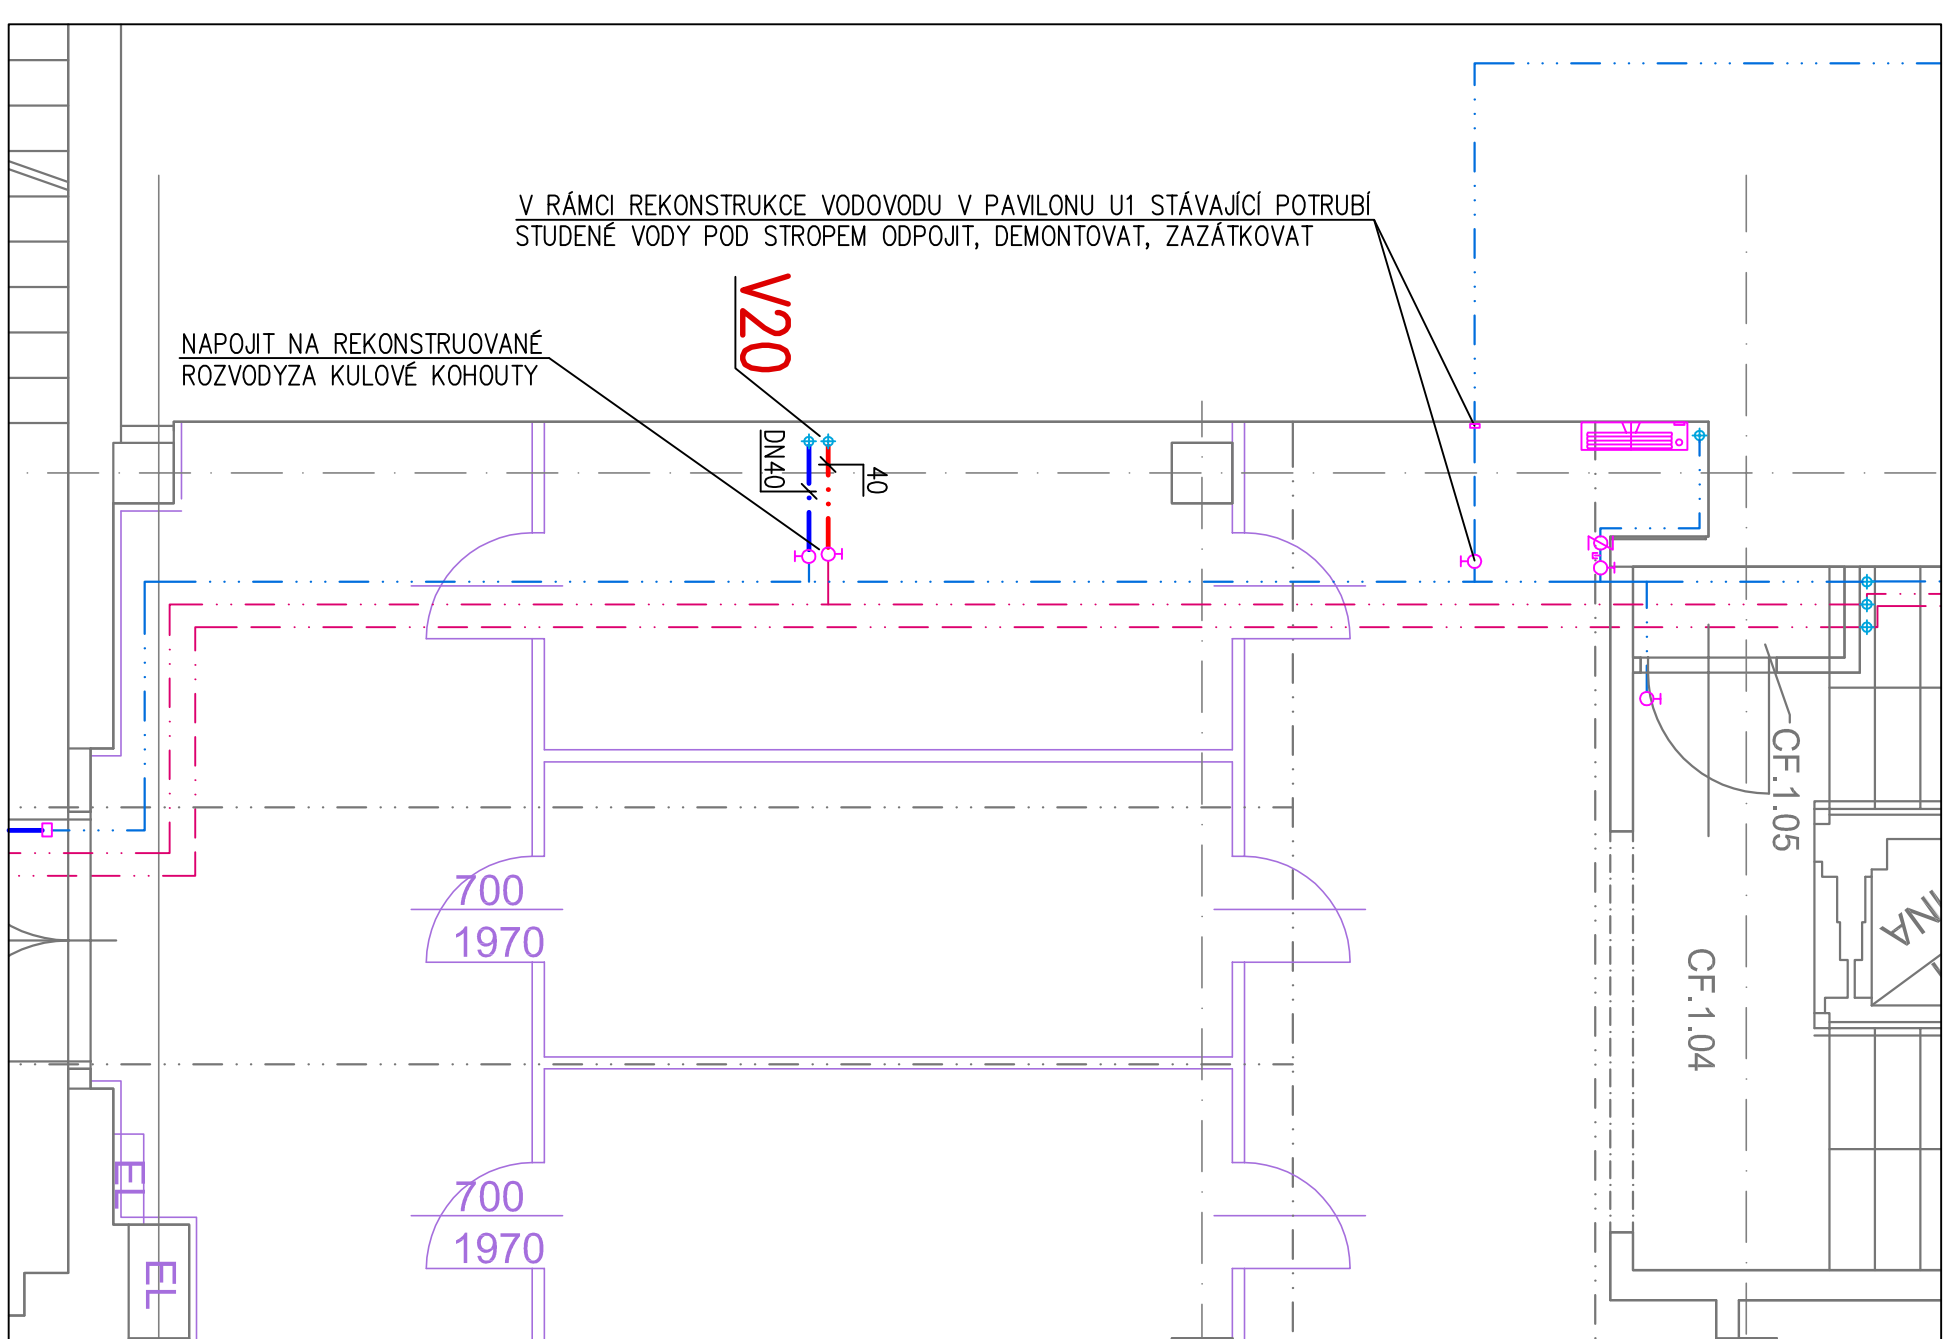 V RÁMCI REKONSTRUKCE VODOVODU V PAVILONU U1 STÁVAJÍCÍ POTRUBÍ
STUDENÉ VODY POD STROPEM ODPOJIT, DEMONTOVAT, ZAZÁTKOVAT
V20
NAPOJIT NA REKONSTRUOVANÉ
ROZVODYZA KULOVÉ KOHOUTY
DN40
40
CF.1.05
700
1970
CF.1.04
700
1970
EL
EL